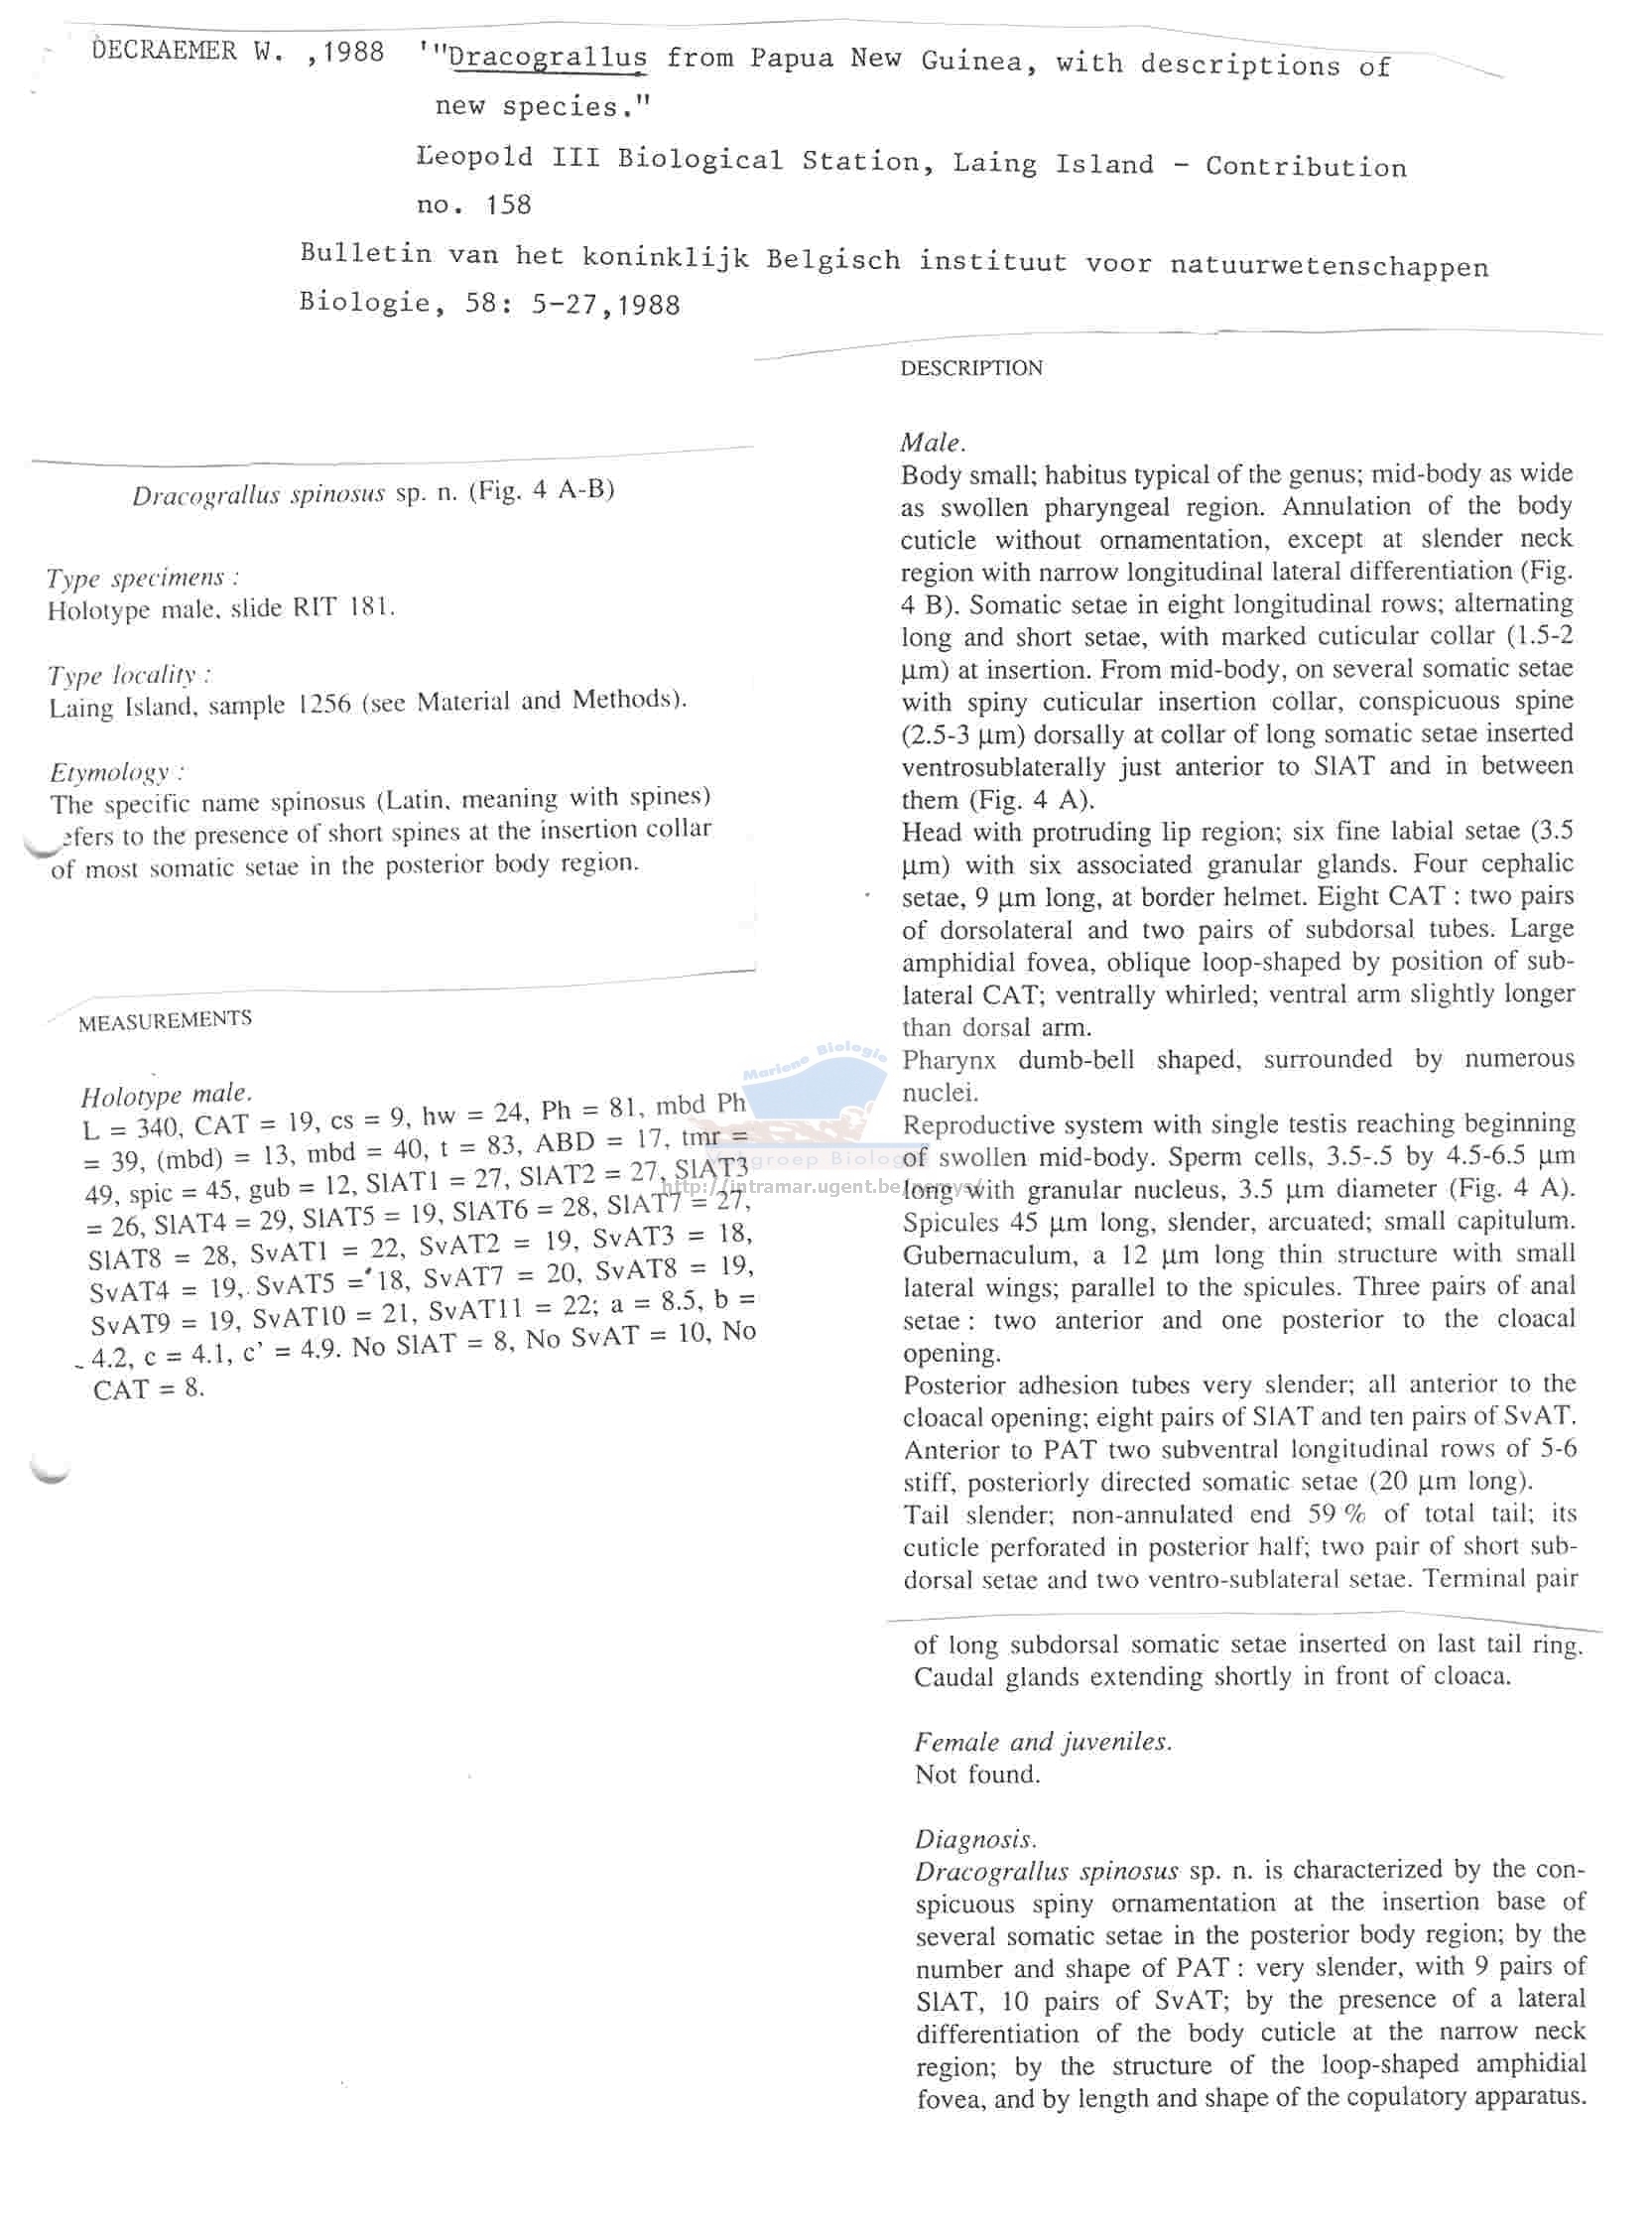 DECRAEMER W. ,1988 '"Dracograllus from Papua New Guinea, with descriptions of
new species."
Leopold III Biological Station, Laing Island - Contribution
no. 158
Bulletin van het koninklijk Belgisch instituut voor natuurwetenschappen
Biologie, 58: 5-27,1988
Dracograllus spinosus sp. n. (Fig. 4 A-B)
Type specimens :
Holotype male, slide RIT 181.
Type locality :
Laing Island, sample 1256 (see Material and Methods).
Etymology :
The specific name spinosus (Latin, meaning with spines)
efers to the presence of short spines at the insertion collar
of most somatic setae in the posterior body region.
MEASUREMENTS
Holotype male.
L = 340, CAT = 19, cs = 9, hw = 24, Ph = 81, mbd Ph
= 39, (mbd) = 13, mbd = 40, t = 83, ABD = 17, tmr =
49, spic = 45, gub = 12, SlAT1 = 27, SlAT2 = 27, SlAT3
= 26, SlAT4 = 29, SlAT5 = 19, SlAT6 = 28, SlAT7 = 27,
SlAT8 = 28, SvAT1 = 22, SvAT2 = 19, SvAT3 = 18,
SvAT4 = 19, SvAT5 = 18, SvAT7 = 20, SvAT8 = 19,
SvAT9 = 19, SvAT10 = 21, SvAT11 = 22; a = 8.5, b =
4.2, c = 4.1, c' = 4.9. No SlAT = 8, No SvAT = 10, No
CAT = 8.
DESCRIPTION
Male.
Body small; habitus typical of the genus; mid-body as wide
as swollen pharyngeal region. Annulation of the body
cuticle without ornamentation, except at slender neck
region with narrow longitudinal lateral differentiation (Fig.
4 B). Somatic setae in eight longitudinal rows; alternating
long and short setae, with marked cuticular collar (1.5-2
µm) at insertion. From mid-body, on several somatic setae
with spiny cuticular insertion collar, conspicuous spine
(2.5-3 µm) dorsally at collar of long somatic setae inserted
ventrosublaterally just anterior to SlAT and in between
them (Fig. 4 A).
Head with protruding lip region; six fine labial setae (3.5
µm) with six associated granular glands. Four cephalic
setae, 9 µm long, at border helmet. Eight CAT : two pairs
of dorsolateral and two pairs of subdorsal tubes. Large
amphidial fovea, oblique loop-shaped by position of sub-
lateral CAT; ventrally whirled; ventral arm slightly longer
than dorsal arm.
Pharynx dumb-bell shaped, surrounded by numerous
nuclei.
Reproductive system with single testis reaching beginning
of swollen mid-body. Sperm cells, 3.5-.5 by 4.5-6.5 µm
long with granular nucleus, 3.5 µm diameter (Fig. 4 A).
Spicules 45 µm long, slender, arcuated; small capitulum.
Gubernaculum, a 12 µm long thin structure with small
lateral wings; parallel to the spicules. Three pairs of anal
setae : two anterior and one posterior to the cloacal
opening.
Posterior adhesion tubes very slender; all anterior to the
cloacal opening; eight pairs of SlAT and ten pairs of SvAT.
Anterior to PAT two subventral longitudinal rows of 5-6
stiff, posteriorly directed somatic setae (20 µm long).
Tail slender; non-annulated end 59 % of total tail; its
cuticle perforated in posterior half; two pair of short sub-
dorsal setae and two ventro-sublateral setae. Terminal pair
of long subdorsal somatic setae inserted on last tail ring.
Caudal glands extending shortly in front of cloaca.
Female and juveniles.
Not found.
Diagnosis.
Dracograllus spinosus sp. n. is characterized by the con-
spicuous spiny ornamentation at the insertion base of
several somatic setae in the posterior body region; by the
number and shape of PAT : very slender, with 9 pairs of
SlAT, 10 pairs of SvAT; by the presence of a lateral
differentiation of the body cuticle at the narrow neck
region; by the structure of the loop-shaped amphidial
fovea, and by length and shape of the copulatory apparatus.
Mariene Biologie
Biolog